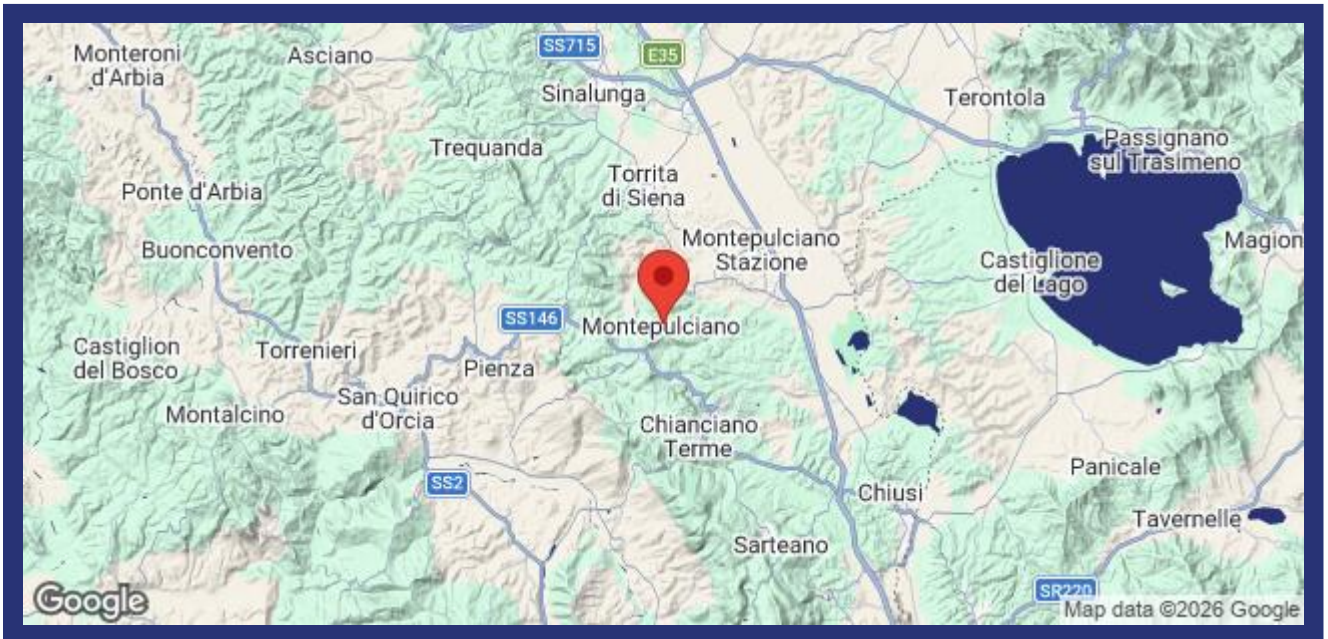 Monteroni
d'Arbia
Asciano
SS715
E35
Sinalunga
Terontola
Trequanda
Passignano
sul Trasimeno
Ponte d'Arbia
Torrita
di Siena
Buonconvento
Montepulciano
Stazione
Magion
Castiglione
del Lago
SS146
Montepulciano
Castiglion
del Bosco
Torrenieri
Pienza
San Quirico
d'Orcia
Montalcino
Chianciano
Terme
Panicale
SS2
Chiusi
Tavernelle
Sarteano
SR220
Google
Map data ©2026 Google